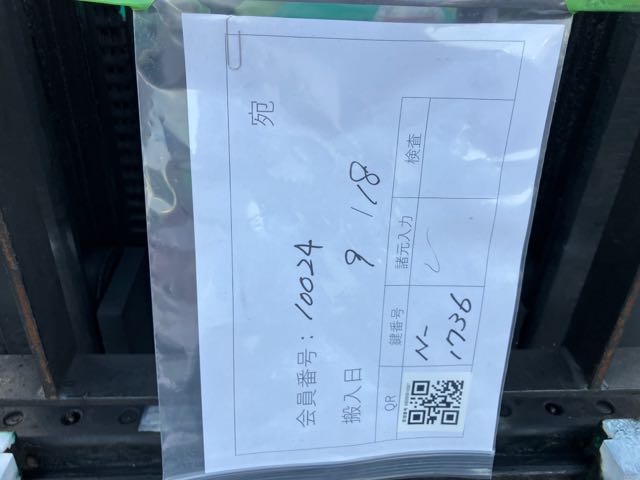 宛
会員番号：10024
搬入日 9 118
QR 鍵番号 諸元入力 検査
N-
1736